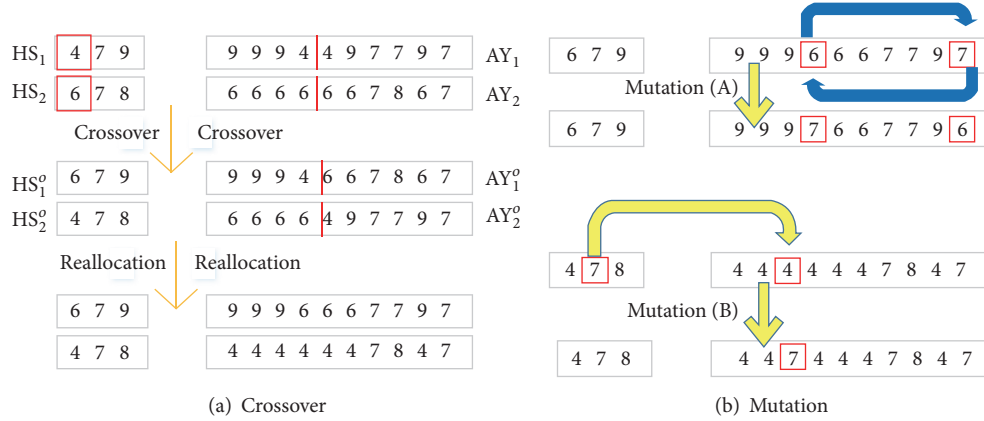 HS1 4 7 9 9 9 9 4 4 9 7 7 9 7 AY1
HS2 6 7 8 6 6 6 6 6 6 7 8 6 7 AY2
Crossover Crossover
HS1^o 6 7 9 9 9 9 4 6 6 7 8 6 7 AY1^o
HS2^o 4 7 8 6 6 6 6 4 9 7 7 9 7 AY2^o
Reallocation Reallocation
6 7 9 9 9 9 6 6 6 7 7 9 7
4 7 8 4 4 4 4 4 4 7 8 4 7
(a) Crossover
6 7 9 9 9 9 6 6 6 7 7 9 7
Mutation (A)
6 7 9 9 9 9 7 6 6 7 7 9 6
4 7 8 4 4 4 4 4 4 7 8 4 7
Mutation (B)
4 7 8 4 4 7 4 4 4 7 8 4 7
(b) Mutation